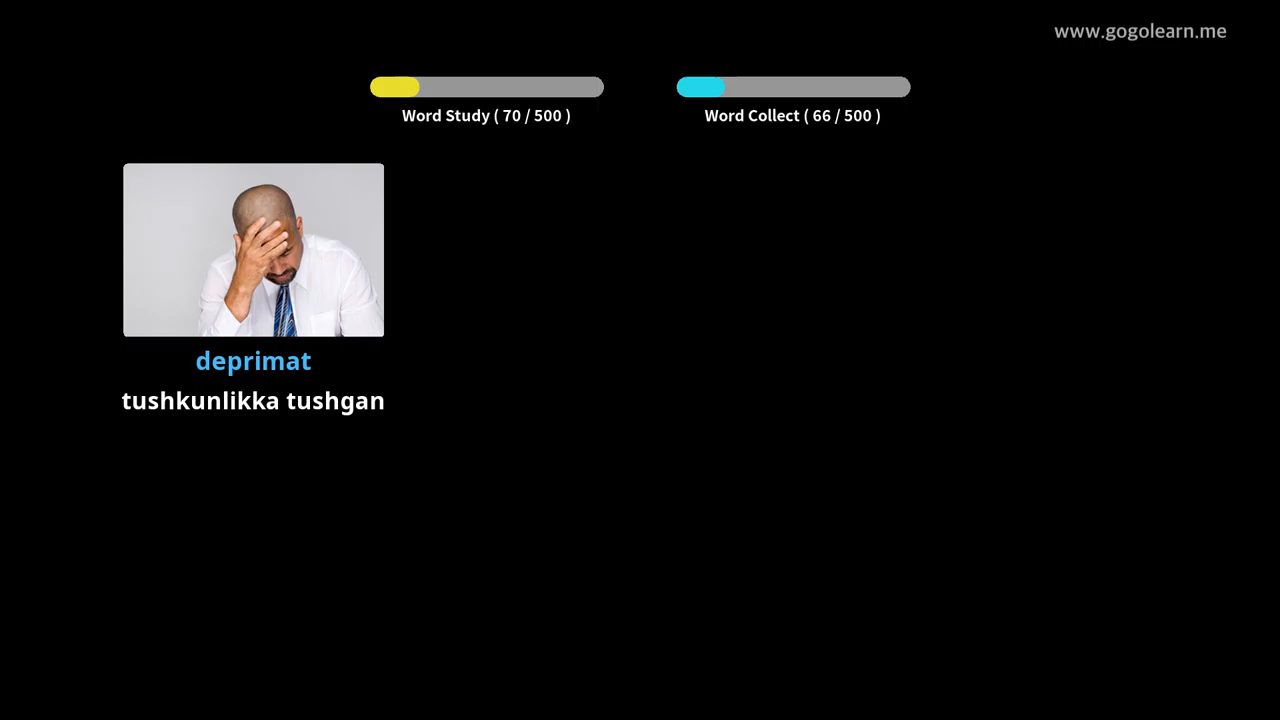 www.gogolearn.me
Word Study ( 70 / 500 )
Word Collect ( 66 / 500 )
deprimat
tushkunlikka tushgan